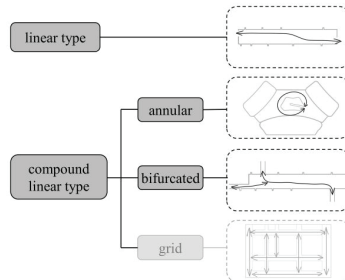 linear type
annular
compound
linear type
bifurcated
grid